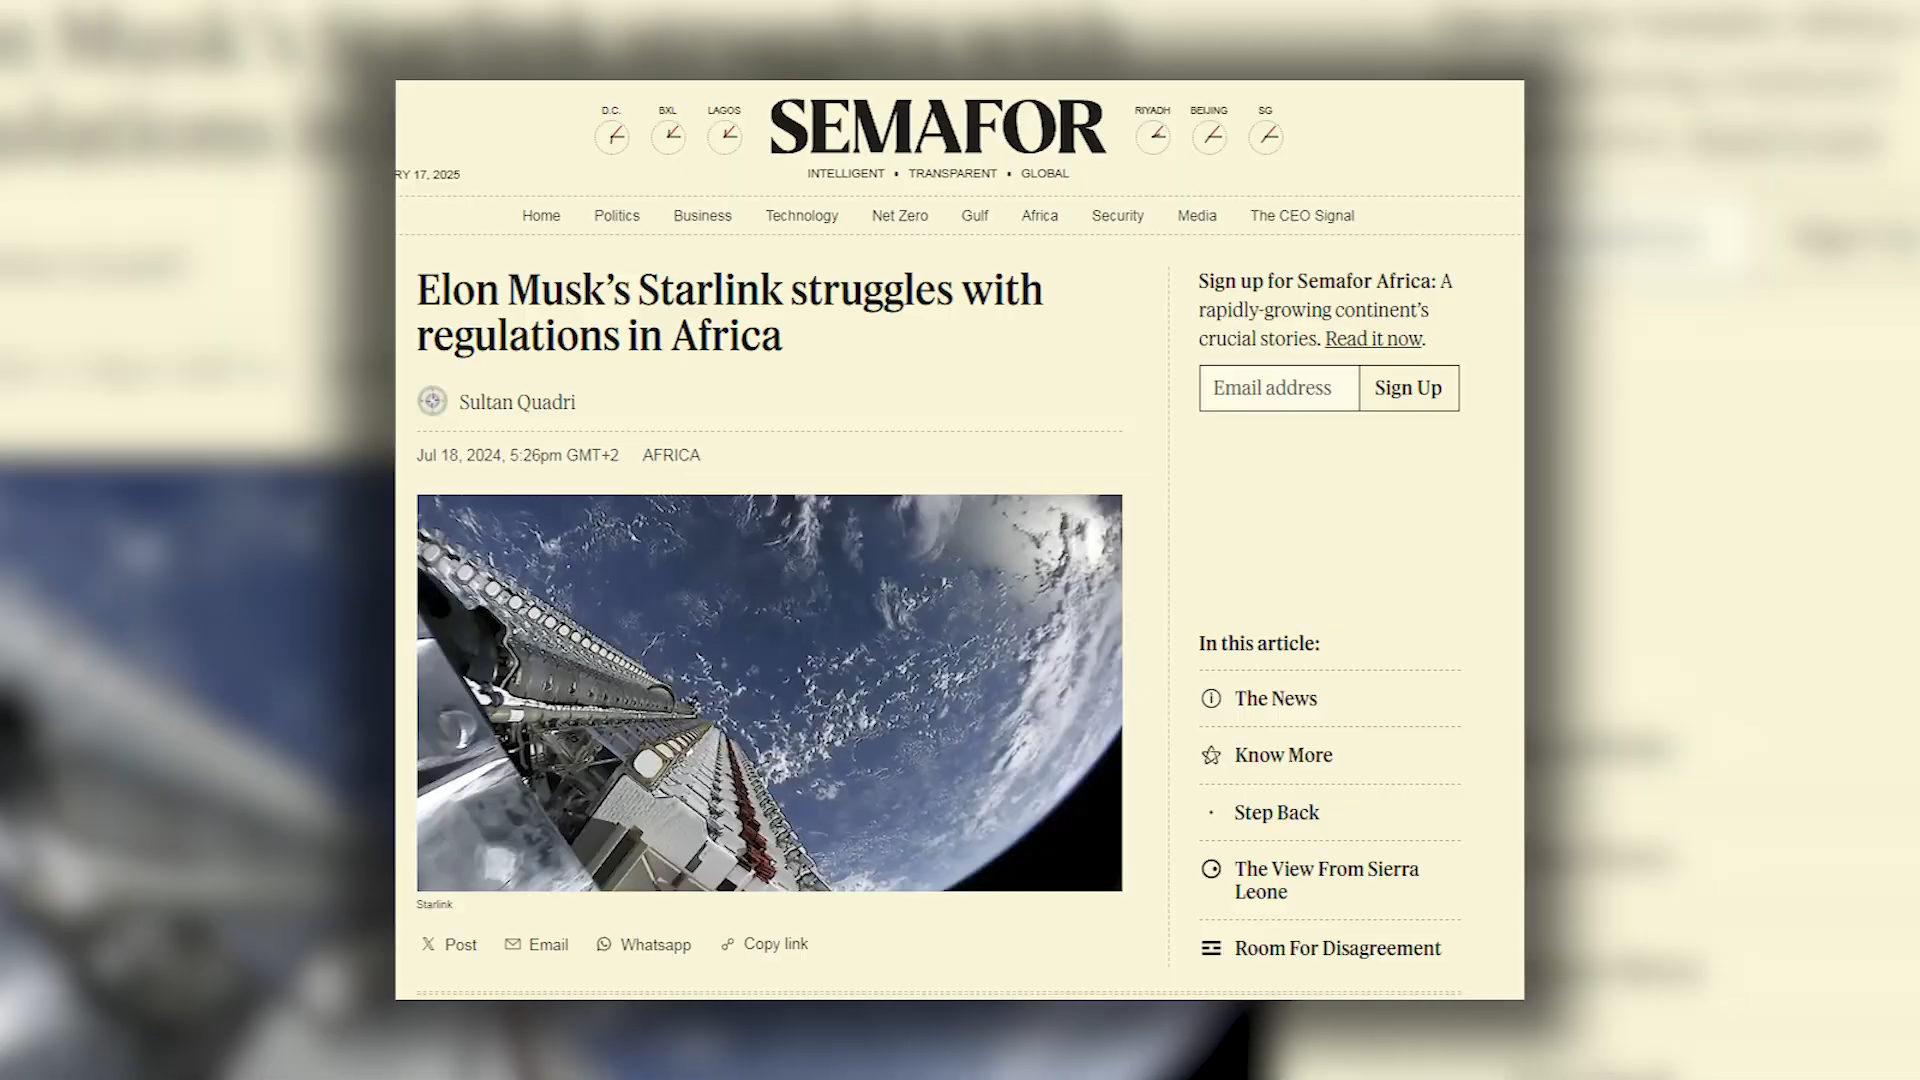 D.C.
BXL
LAGOS
SEMAFOR
RIYADH
BEIJING
SG
INTELLIGENT ▪ TRANSPARENT ▪ GLOBAL
RY 17, 2025
Home Politics Business Technology Net Zero Gulf Africa Security Media The CEO Signal
Elon Musk’s Starlink struggles with
regulations in Africa
Sultan Quadri
Jul 18, 2024, 5:26pm GMT+2 AFRICA
Starlink
Post Email Whatsapp Copy link
Sign up for Semafor Africa: A
rapidly-growing continent’s
crucial stories. Read it now.
Email address Sign Up
In this article:
The News
Know More
Step Back
The View From Sierra
Leone
Room For Disagreement